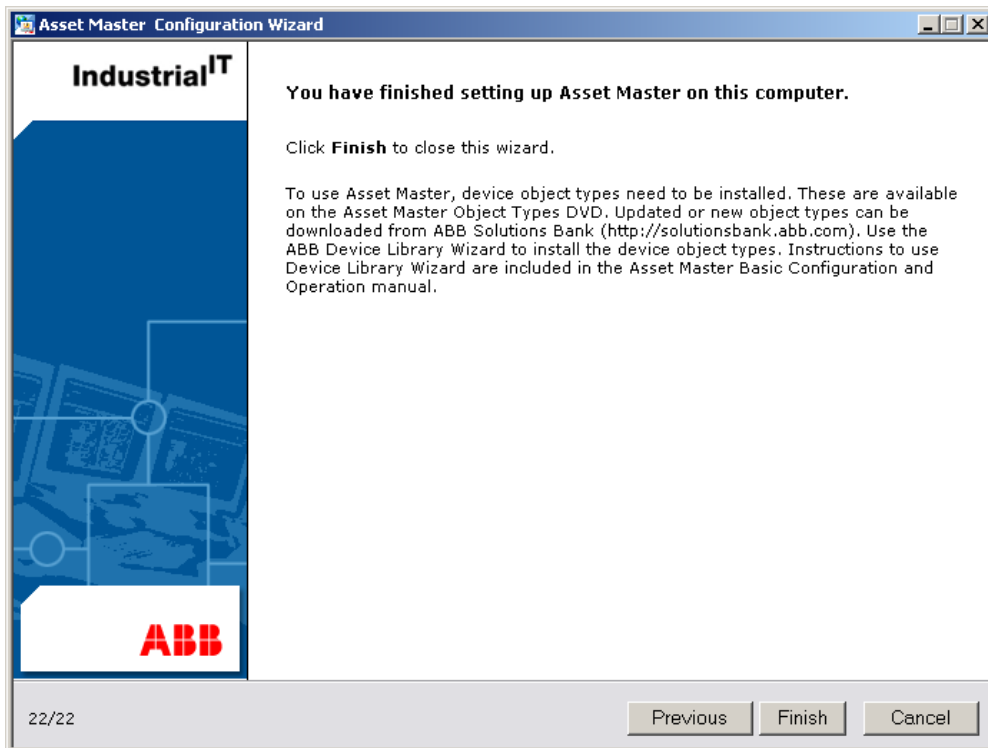 Asset Master Configuration Wizard
IndustrialIT
You have finished setting up Asset Master on this computer.
Click Finish to close this wizard.
To use Asset Master, device object types need to be installed. These are available
on the Asset Master Object Types DVD. Updated or new object types can be
downloaded from ABB Solutions Bank (http://solutionsbank.abb.com). Use the
ABB Device Library Wizard to install the device object types. Instructions to use
Device Library Wizard are included in the Asset Master Basic Configuration and
Operation manual.
ABB
22/22
Previous
Finish
Cancel